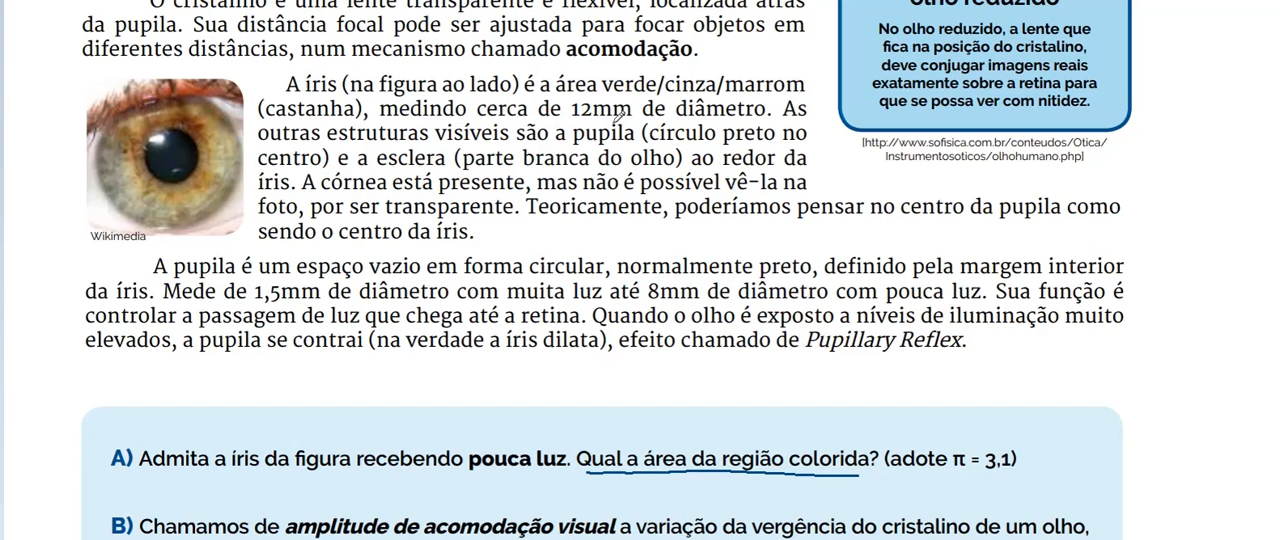 O cristalino é uma lente transparente e flexível, localizada atrás
da pupila. Sua distância focal pode ser ajustada para focar objetos em
diferentes distâncias, num mecanismo chamado acomodação.
olho reduzido
No olho reduzido, a lente que
fica na posição do cristalino,
deve conjugar imagens reais
exatamente sobre a retina para
que se possa ver com nitidez.
[http://www.sofisica.com.br/conteudos/Otica/
Instrumentosoticos/olhohumano.php]
A íris (na figura ao lado) é a área verde/cinza/marrom
(castanha), medindo cerca de 12mm de diâmetro. As
outras estruturas visíveis são a pupila (círculo preto no
centro) e a esclera (parte branca do olho) ao redor da
íris. A córnea está presente, mas não é possível vê-la na
foto, por ser transparente. Teoricamente, poderíamos pensar no centro da pupila como
sendo o centro da íris.
Wikimedia
A pupila é um espaço vazio em forma circular, normalmente preto, definido pela margem interior
da íris. Mede de 1,5mm de diâmetro com muita luz até 8mm de diâmetro com pouca luz. Sua função é
controlar a passagem de luz que chega até a retina. Quando o olho é exposto a níveis de iluminação muito
elevados, a pupila se contrai (na verdade a íris dilata), efeito chamado de Pupillary Reflex.
A) Admita a íris da figura recebendo pouca luz. Qual a área da região colorida? (adote π = 3,1)
B) Chamamos de amplitude de acomodação visual a variação da vergência do cristalino de um olho,